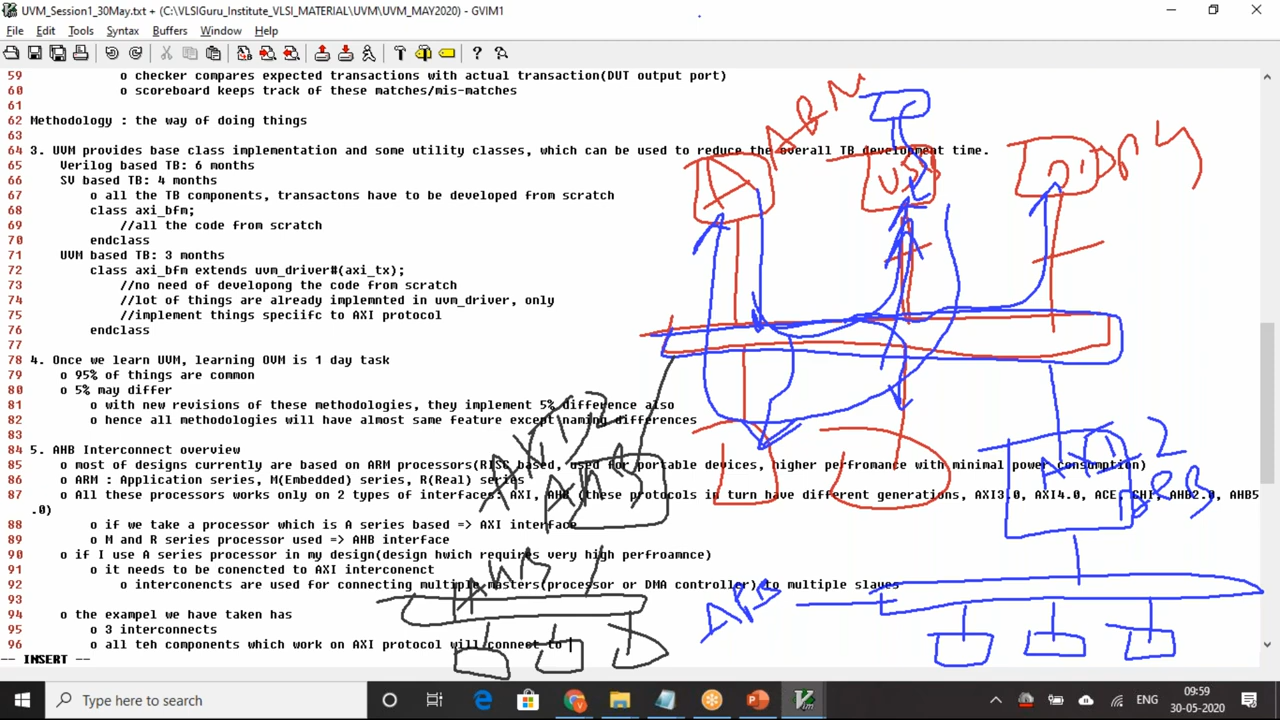 UVM_Session1_30May.txt + (C:\VLSIGuru_Institute_VLSI_MATERIAL\UVM\UVM_MAY2020) - GVIM1
File Edit Tools Syntax Buffers Window Help
59 o checker compares expected transactions with actual transaction(DUT output port)
60 o scoreboard keeps track of these matches/mis-matches
61
62 Methodology : the way of doing things
63
64 3. UVM provides base class implementation and some utility classes, which can be used to reduce the overall TB development time.
65 Verilog based TB: 6 months
66 SV based TB: 4 months
67 o all the TB components, transactons have to be developed from scratch
68 class axi_bfm;
69 //all the code from scratch
70 endclass
71 UVM based TB: 3 months
72 class axi_bfm extends uvm_driver#(axi_tx);
73 //no need of developong the code from scratch
74 //lot of things are already implemnted in uvm_driver, only
75 //implement things speciifc to AXI protocol
76 endclass
77
78 4. Once we learn UVM, learning OVM is 1 day task
79 o 95% of things are common
80 o 5% may differ
81 o with new revisions of these methodologies, they implement 5% difference also
82 o hence all methodologies will have almost same feature except naming differences
83
84 5. AHB Interconnect overview
85 o most of designs currently are based on ARM processors(RISC based, used for portable devices, higher perfromance with minimal power consumption)
86 o ARM : Application series, M(Embedded) series, R(Real) series
87 o All these processors works only on 2 types of interfaces: AXI, AHB (these protocols in turn have different generations, AXI3.0, AXI4.0, ACE, CHI, AHB2.0, AHB5
.0)
88 o if we take a processor which is A series based => AXI interface
89 o M and R series processor used => AHB interface
90 o if I use A series processor in my design(design hwich requires very high perfroamnce)
91 o it needs to be conencted to AXI interconenct
92 o interconencts are used for connecting multiple masters(processor or DMA controller) to multiple slaves
93
94 o the exampel we have taken has
95 o 3 interconnects
96 o all teh components which work on AXI protocol will connect to
-- INSERT --
A
AXI2
AHB
AXI2
APB
AHB
APB
Type here to search
ENG
09:59
30-05-2020